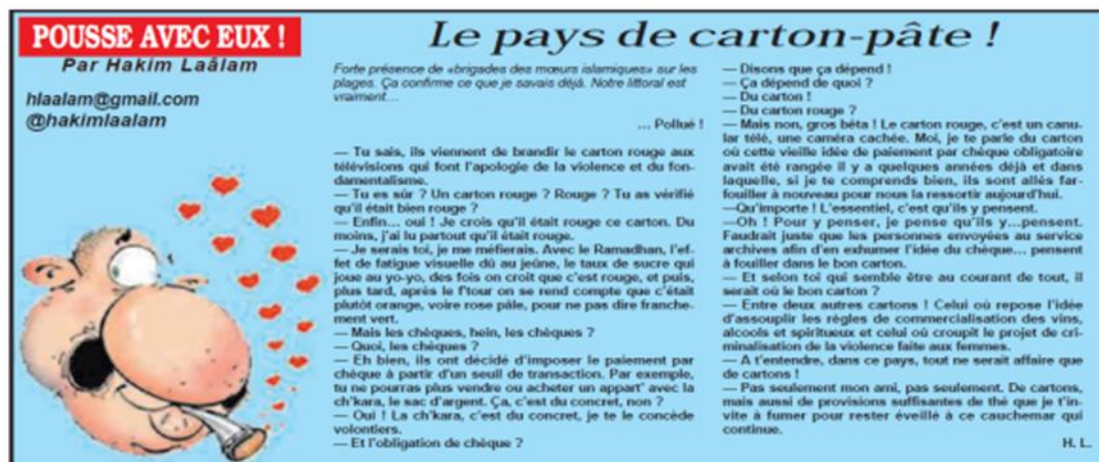 POUSSE AVEC EUX !
Par Hakim Laâlam
hlaalam@gmail.com
@hakimlaalam
Le pays de carton-pâte !
Forte présence de «brigades des mœurs islamiques» sur les
plages. Ça confirme ce que je savais déjà. Notre littoral est
vraiment…
... Pollué !
— Tu sais, ils viennent de brandir le carton rouge aux
télévisions qui font l'apologie de la violence et du fon-
damentalisme.
— Tu es sûr ? Un carton rouge ? Rouge ? Tu as vérifié
qu'il était bien rouge ?
— Enfin… oui ! Je crois qu'il était rouge ce carton. Du
moins, j'ai lu partout qu'il était rouge.
— Je serais toi, je me méfierais. Avec le Ramadhan, l'ef-
fet de fatigue visuelle dû au jeûne, le taux de sucre qui
joue au yo-yo, des fois on croit que c'est rouge, et puis,
plus tard, après le f'tour on se rend compte que c'était
plutôt orange, voire rose pâle, pour ne pas dire franche-
ment vert.
— Mais les chèques, hein, les chèques ?
— Quoi, les chèques ?
— Eh bien, ils ont décidé d'imposer le paiement par
chèque à partir d'un seuil de transaction. Par exemple,
tu ne pourras plus vendre ou acheter un appart' avec la
ch'kara, le sac d'argent. Ça, c'est du concret, non ?
— Oui ! La ch'kara, c'est du concret, je te le concède
volontiers.
— Et l'obligation de chèque ?
— Disons que ça dépend !
— Ça dépend de quoi ?
— Du carton !
— Du carton rouge ?
— Mais non, gros bêta ! Le carton rouge, c'est un canu-
lar télé, une caméra cachée. Moi, je te parle du carton
où cette vieille idée de paiement par chèque obligatoire
avait été rangée il y a quelques années déjà et dans
laquelle, si je te comprends bien, ils sont allés far-
fouiller à nouveau pour nous la ressortir aujourd'hui.
—Qu'importe ! L'essentiel, c'est qu'ils y pensent.
—Oh ! Pour y penser, je pense qu'ils y…pensent.
Faudrait juste que les personnes envoyées au service
archives afin d'en exhumer l'idée du chèque… pensent
à fouiller dans le bon carton.
— Et selon toi qui semble être au courant de tout, il
serait où le bon carton ?
— Entre deux autres cartons ! Celui où repose l'idée
d'assouplir les règles de commercialisation des vins,
alcools et spiritueux et celui où croupit le projet de cri-
minalisation de la violence faite aux femmes.
— A t'entendre, dans ce pays, tout ne serait affaire que
de cartons !
— Pas seulement mon ami, pas seulement. De cartons,
mais aussi de provisions suffisantes de thé que je t'in-
vite à fumer pour rester éveillé à ce cauchemar qui
continue.
H. L.